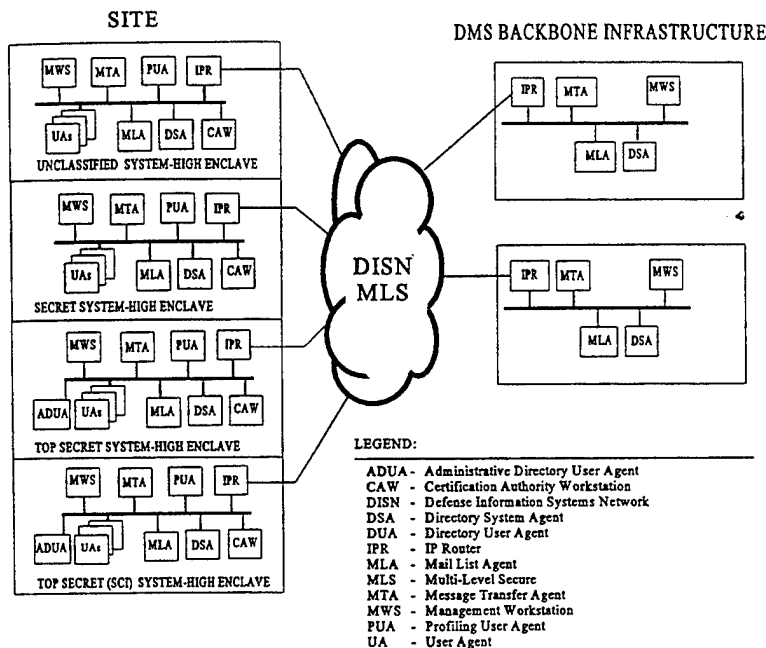 SITE
DMS BACKBONE INFRASTRUCTURE
MWS MTA PUA IPR
UAs MLA DSA CAW
UNCLASSIFIED SYSTEM-HIGH ENCLAVE
MWS MTA PUA IPR
UAs MLA DSA CAW
SECRET SYSTEM-HIGH ENCLAVE
MWS MTA PUA IPR
ADUA UAs MLA DSA CAW
TOP SECRET SYSTEM-HIGH ENCLAVE
MWS MTA PUA IPR
ADUA UAs MLA DSA CAW
TOP SECRET (SCI) SYSTEM-HIGH ENCLAVE
DISN
MLS
IPR MTA MWS
MLA DSA
IPR MTA MWS
MLA DSA
LEGEND:
ADUA - Administrative Directory User Agent
CAW - Certification Authority Workstation
DISN - Defense Information Systems Network
DSA - Directory System Agent
DUA - Directory User Agent
IPR - IP Router
MLA - Mail List Agent
MLS - Multi-Level Secure
MTA - Message Transfer Agent
MWS - Management Workstation
PUA - Profiling User Agent
UA - User Agent